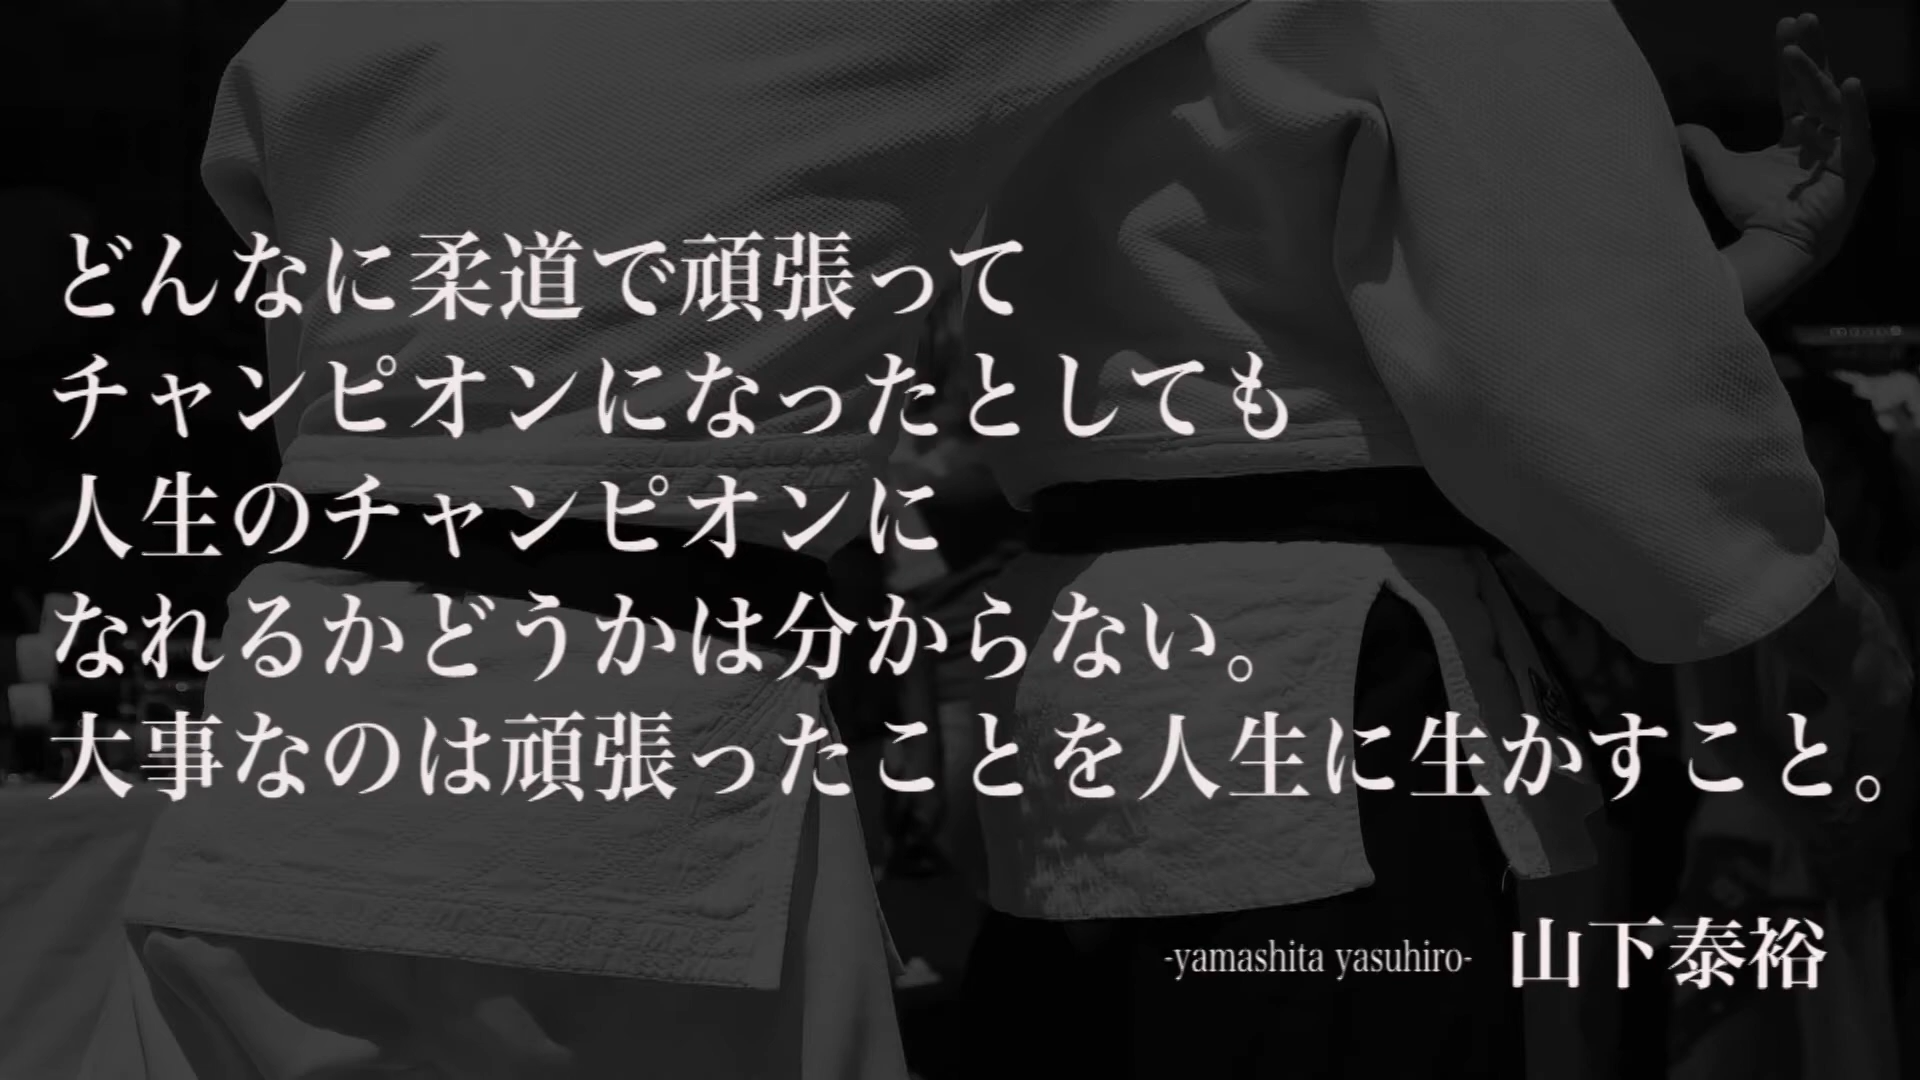 どんなに柔道で頑張って
チャンピオンになったとしても
人生のチャンピオンに
なれるかどうかは分からない。
大事なのは頑張ったことを人生に生かすこと。
-yamashita yasuhiro- 山下泰裕